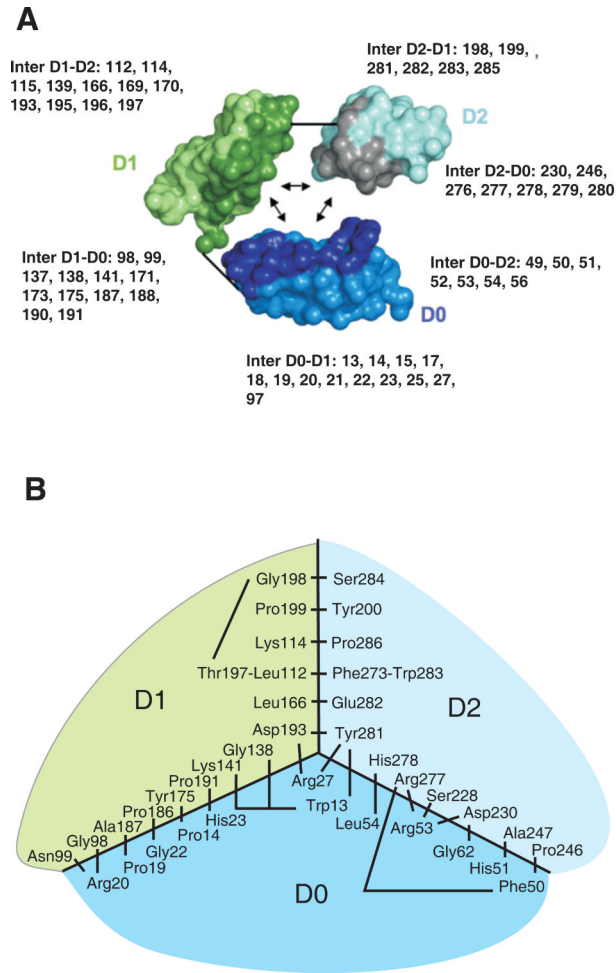 A
Inter D1-D2: 112, 114,
115, 139, 166, 169, 170,
193, 195, 196, 197
Inter D2-D1: 198, 199, ,
281, 282, 283, 285
D1
D2
Inter D2-D0: 230, 246,
276, 277, 278, 279, 280
Inter D1-D0: 98, 99,
137, 138, 141, 171,
173, 175, 187, 188,
190, 191
Inter D0-D2: 49, 50, 51,
52, 53, 54, 56
D0
Inter D0-D1: 13, 14, 15, 17,
18, 19, 20, 21, 22, 23, 25, 27,
97
B
Gly198 Ser284
Pro199 Tyr200
Lys114 Pro286
Thr197-Leu112 Phe273-Trp283
D1
Leu166 Glu282
D2
Asp193 Tyr281
Gly138 His278
Lys141 Arg27 Arg277
Pro191 Ser228
Tyr175 Trp13 Asp230
Pro186 His23 Leu54 Arg53
Ala187 Pro14 Gly62 Ala247
Gly98 Gly22 His51 Pro246
Asn99 Pro19 Phe50
Arg20
D0